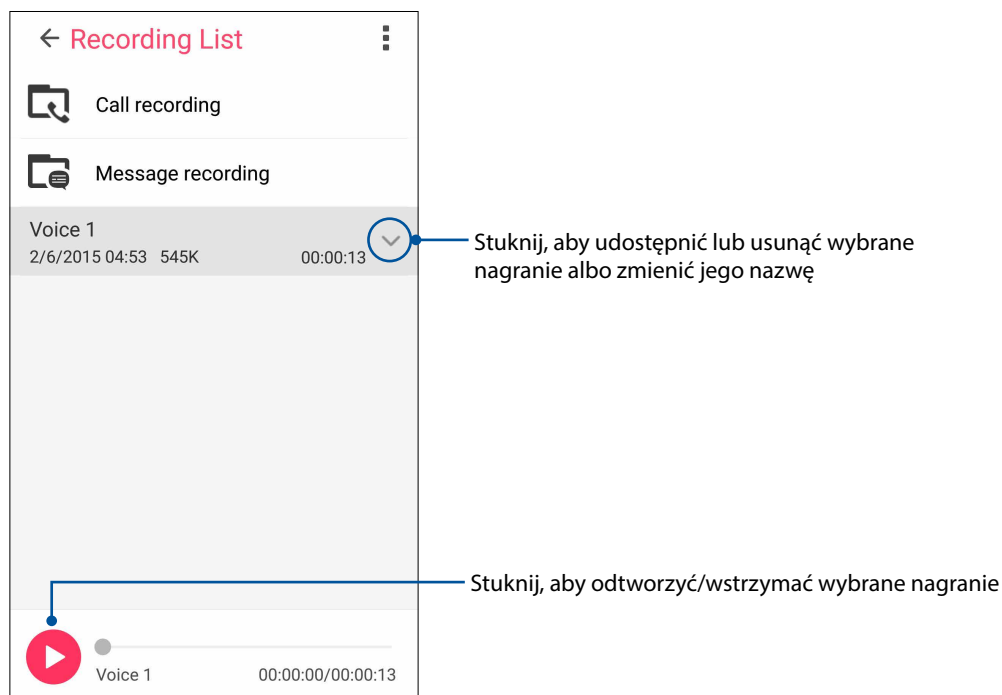 Recording List
Call recording
Message recording
Voice 1
2/6/2015 04:53 545K 00:00:13
Stuknij, aby udostępnić lub usunąć wybrane
nagranie albo zmienić jego nazwę
Stuknij, aby odtworzyć/wstrzymać wybrane nagranie
Voice 1 00:00:00/00:00:13